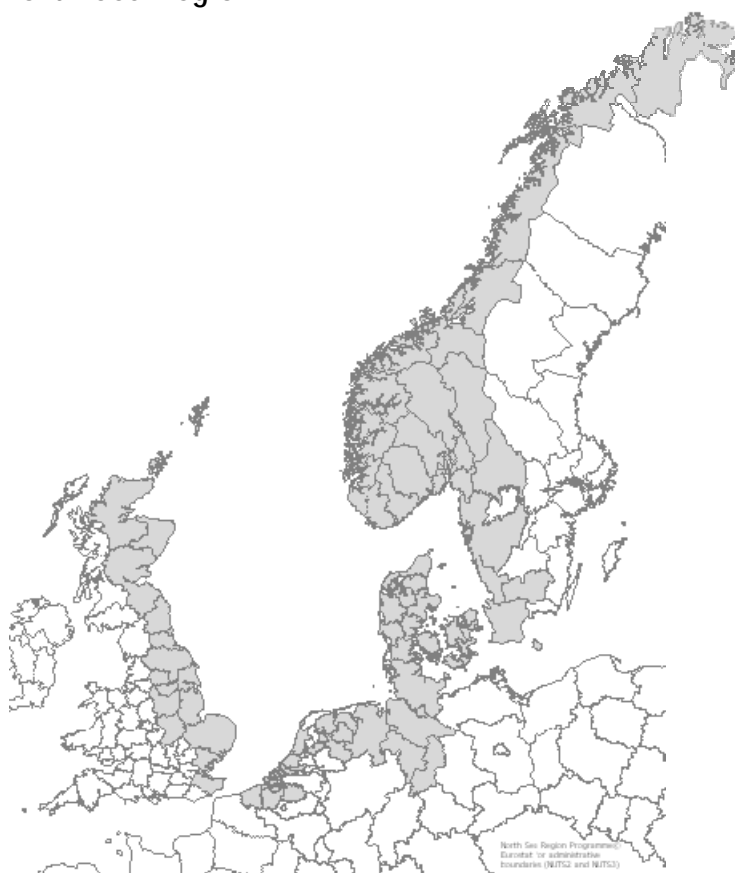 North Sea Region Programme©
Eurostat for administrative
boundaries (NUTS2 and NUTS3)